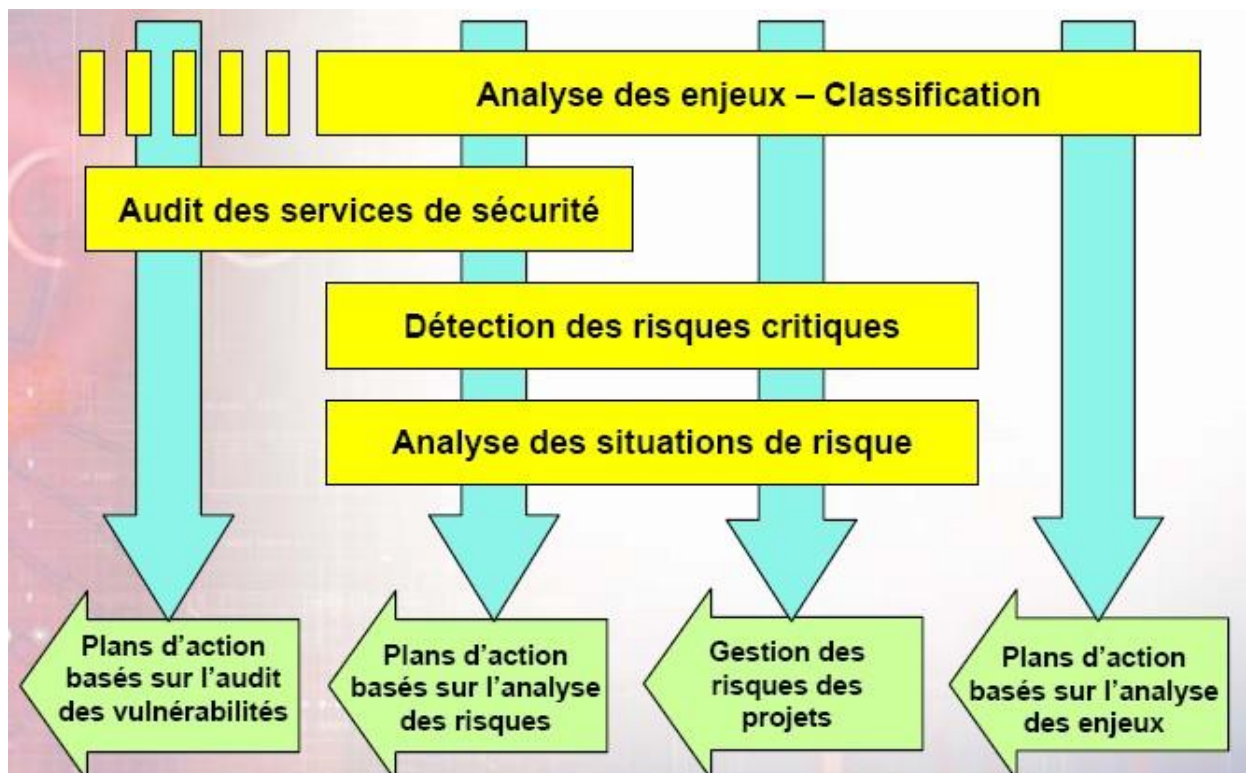 Analyse des enjeux – Classification
Audit des services de sécurité
Détection des risques critiques
Analyse des situations de risque
Plans d’action
basés sur l’audit
des vulnérabilités
Plans d’action
basés sur l’analyse
des risques
Gestion des
risques des
projets
Plans d’action
basés sur l’analyse
des enjeux